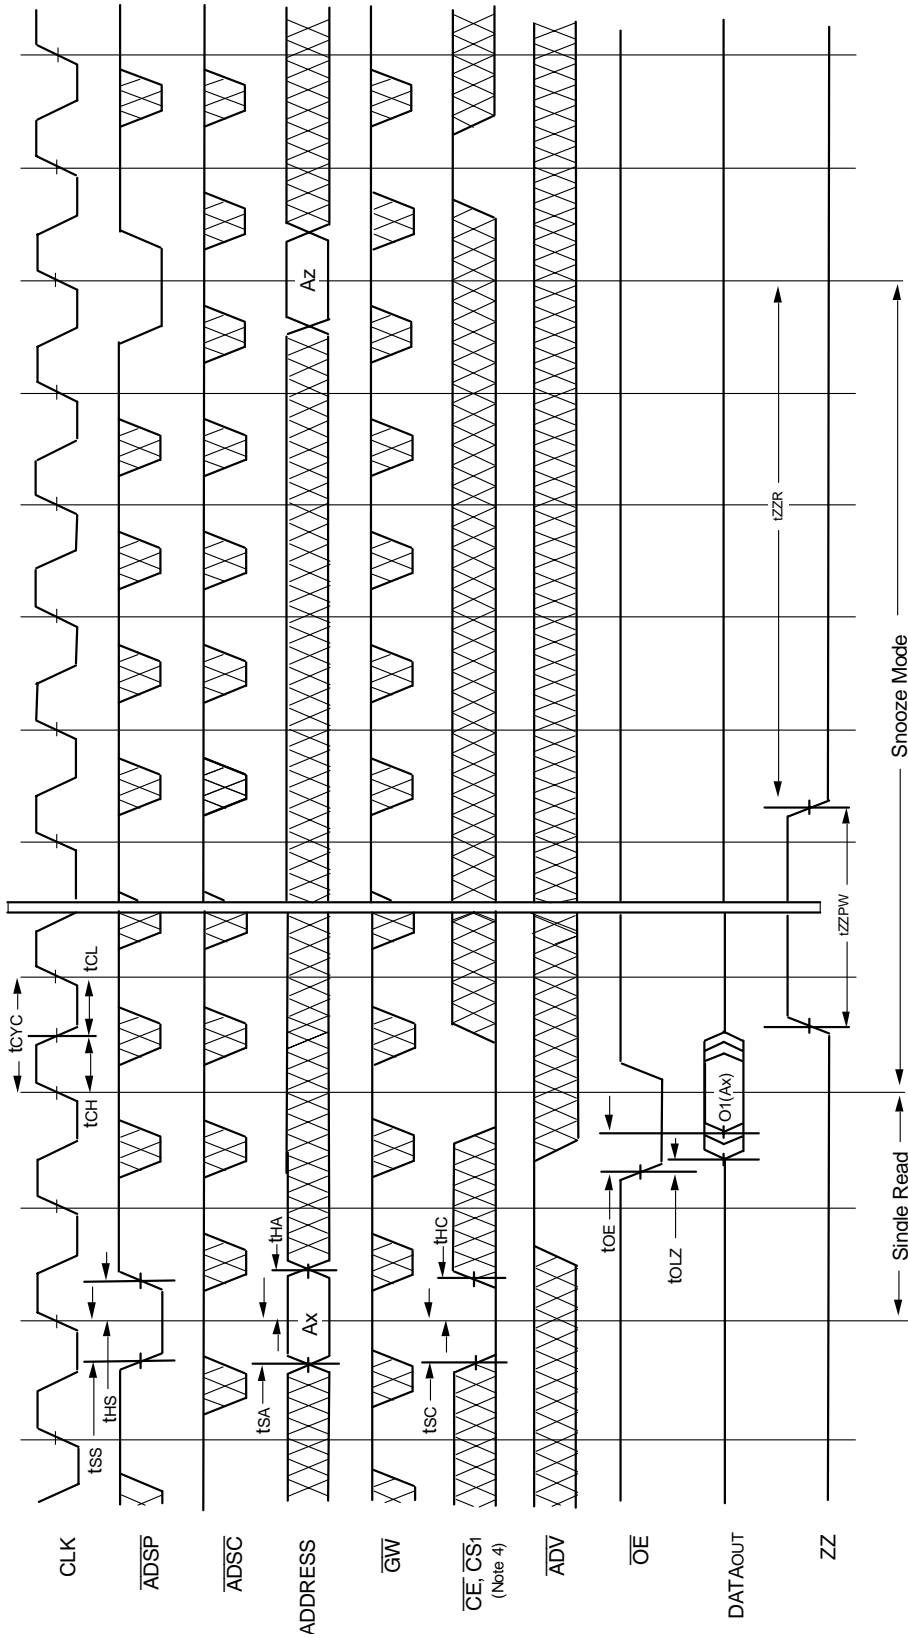 CLK
tCYC
tCH
tCL
tSS
tHS
ADSP
ADSC
ADDRESS
tSA
tHA
Ax
Az
GW
CE, CS1
(Note 4)
tSC
tHC
ADV
OE
tOE
tOLZ
DATAOUT
O1(Ax)
ZZ
tZZPW
tZZR
Single Read
Snooze Mode